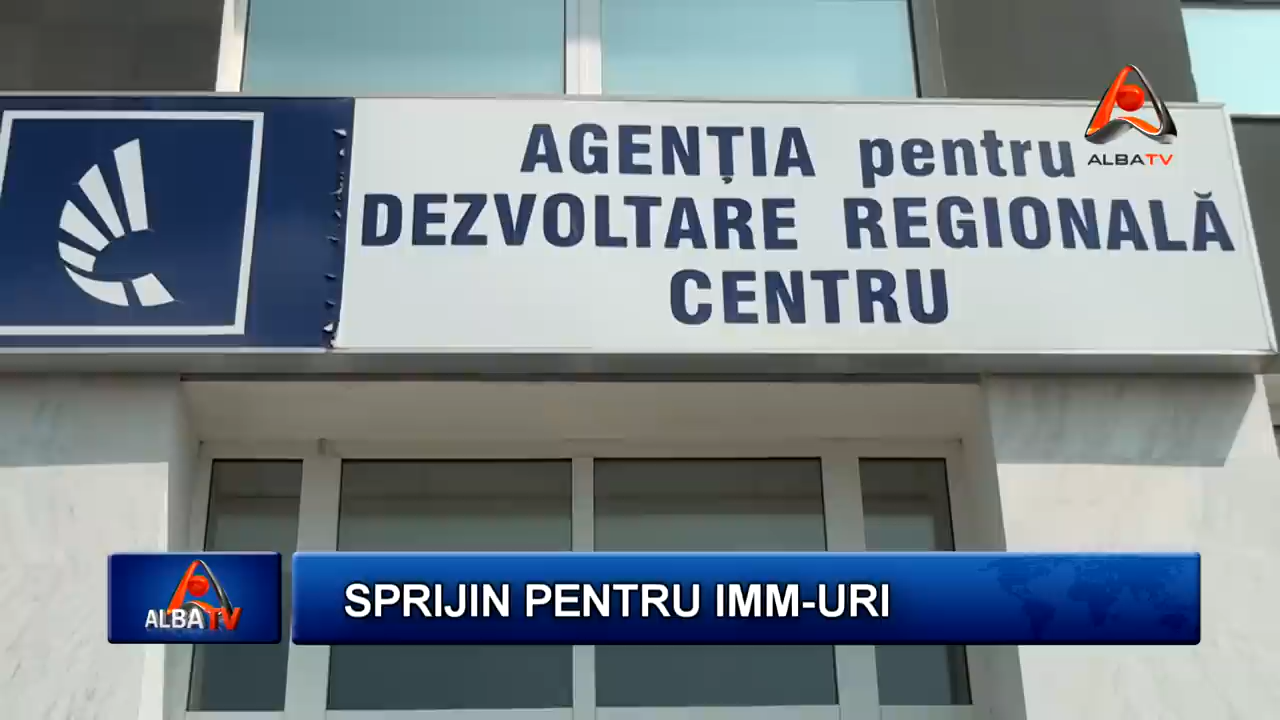 AGENȚIA pentru
DEZVOLTARE REGIONALĂ
CENTRU
ALBATV
SPRIJIN PENTRU IMM-URI
ALBATV